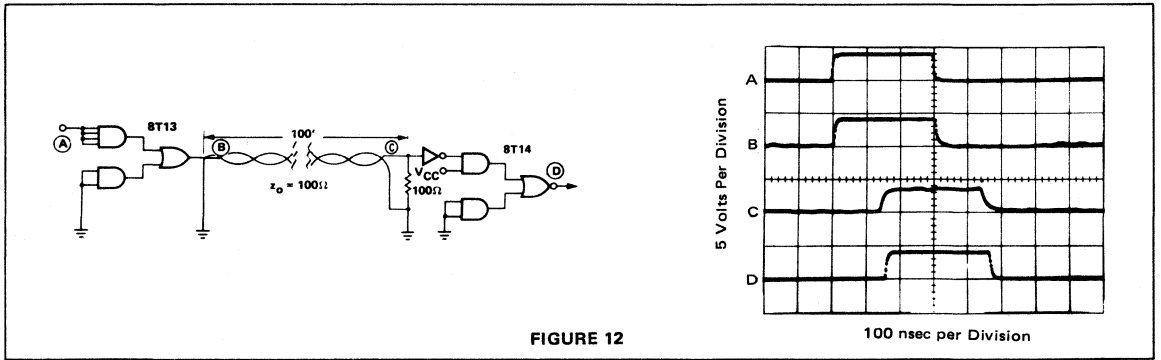 8T13
A
B
100'
C
z₀ = 100Ω
V_CC
100Ω
8T14
D
5 Volts Per Division
A
B
C
D
FIGURE 12
100 nsec per Division